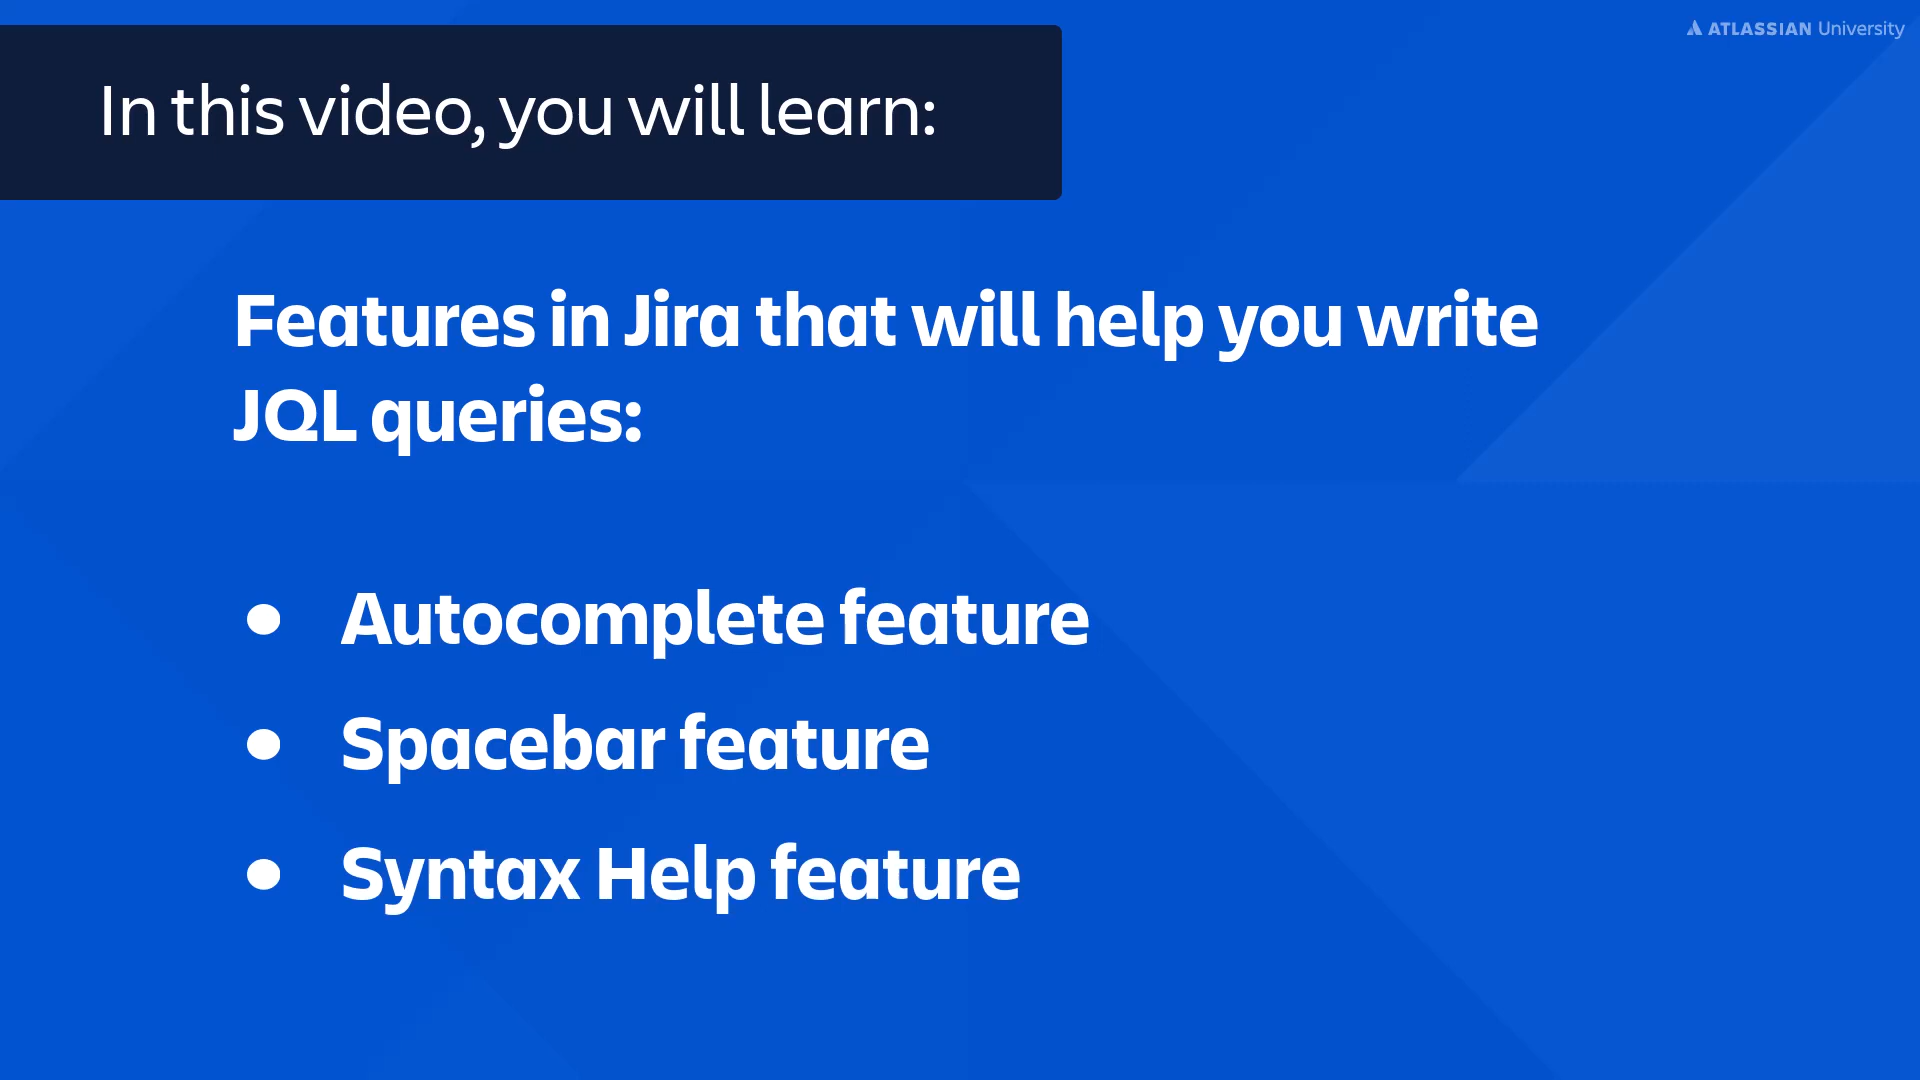 ATLASSIAN University
In this video, you will learn:
Features in Jira that will help you write
JQL queries:
● Autocomplete feature
● Spacebar feature
● Syntax Help feature